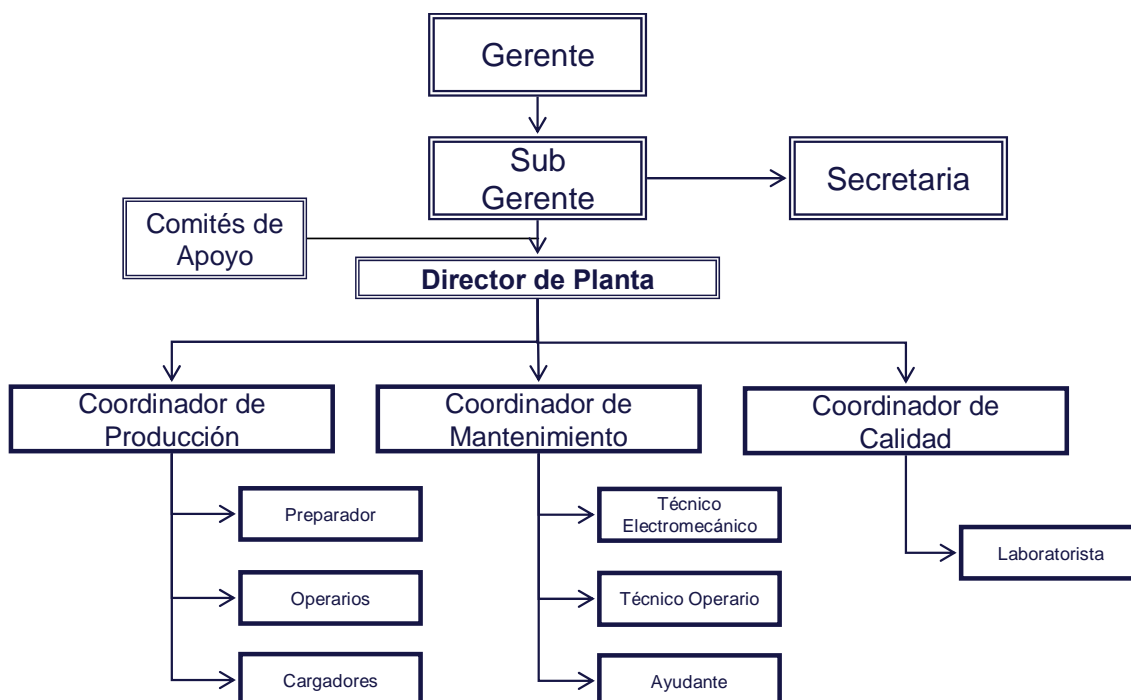 Gerente
Sub
Gerente
Secretaria
Comités de
Apoyo
Director de Planta
Coordinador de
Producción
Coordinador de
Mantenimiento
Coordinador de
Calidad
Preparador
Operarios
Cargadores
Técnico
Electromecánico
Técnico Operario
Ayudante
Laboratorista